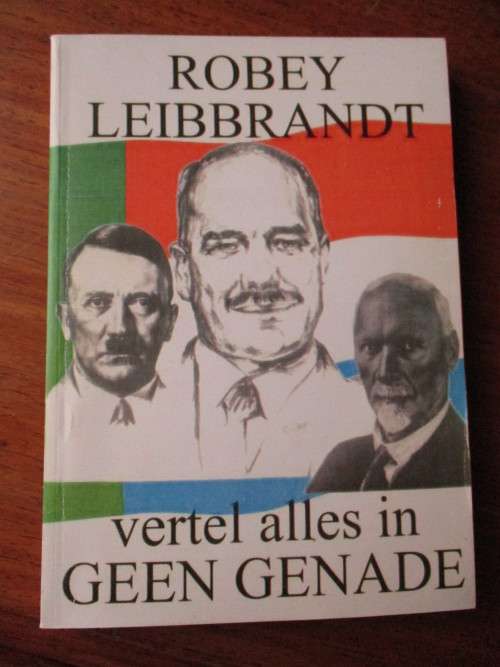 ROBEY
LEIBBRANDT
vertel alles in
GEEN GENADE